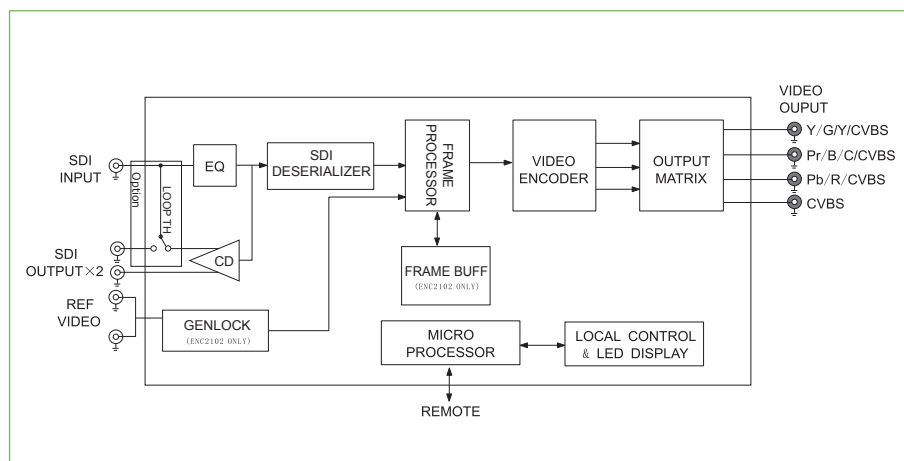 VIDEO
OUPUT
Y/G/Y/CVBS
Pr/B/C/CVBS
Pb/R/CVBS
CVBS
SDI
INPUT
Option
LOOP TH
EQ
SDI
DESERIALIZER
FRAME
PROCESSOR
VIDEO
ENCODER
OUTPUT
MATRIX
SDI
OUTPUT×2
CD
FRAME BUFF
(ENC2102 ONLY)
REF
VIDEO
GENLOCK
(ENC2102 ONLY)
MICRO
PROCESSOR
LOCAL CONTROL
& LED DISPLAY
REMOTE